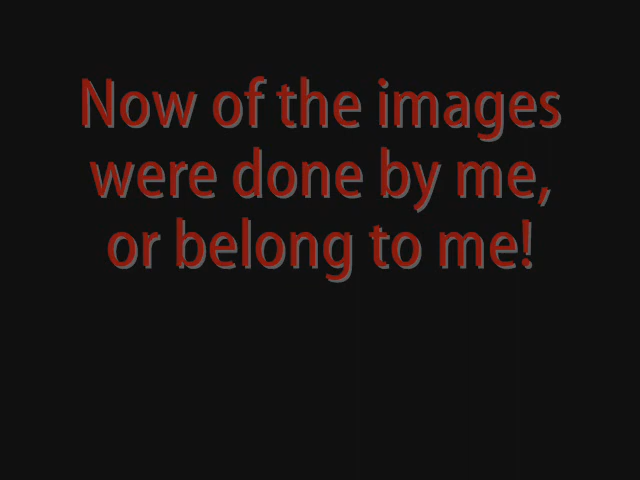 Now of the images
were done by me,
or belong to me!